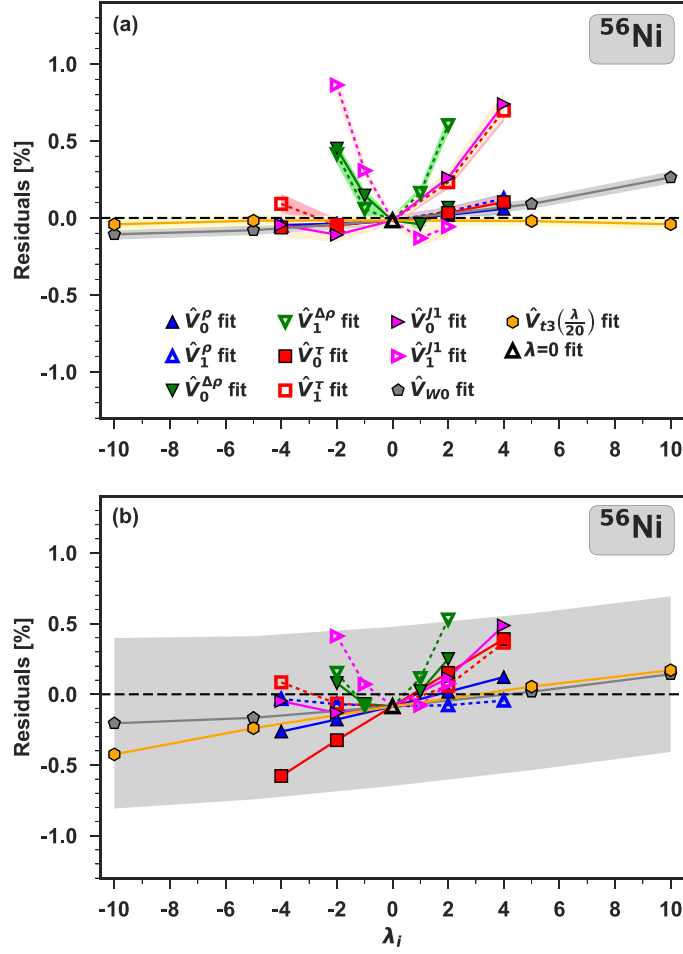 (a)
⁵⁶Ni
Residuals [%]
1.0
0.5
0.0
-0.5
-1.0
V̂₀^ρ fit
V̂₁^Δρ fit
V̂₀^J1 fit
V̂_t3(λ/20) fit
V̂₁^ρ fit
V̂₀^τ fit
V̂₁^J1 fit
λ=0 fit
V̂₀^Δρ fit
V̂₁^τ fit
V̂_W0 fit
-10 -8 -6 -4 -2 0 2 4 6 8 10
(b)
⁵⁶Ni
Residuals [%]
1.0
0.5
0.0
-0.5
-1.0
-10 -8 -6 -4 -2 0 2 4 6 8 10
λᵢ